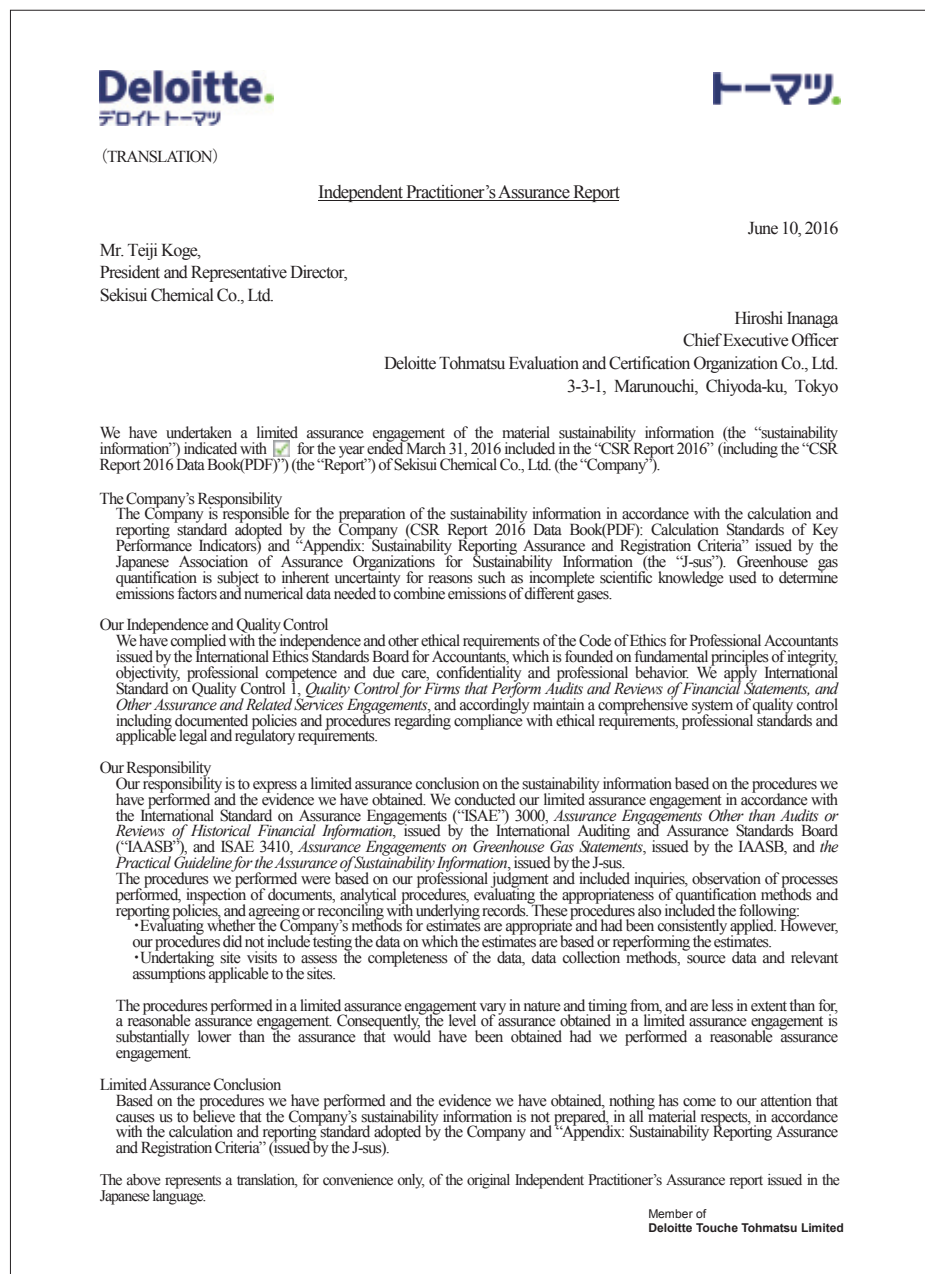 Deloitte.
デロイト トーマツ
トーマツ.
（TRANSLATION）
Independent Practitioner’s Assurance Report
June 10, 2016
Mr. Teiji Koge,
President and Representative Director,
Sekisui Chemical Co., Ltd.
Hiroshi Inanaga
Chief Executive Officer
Deloitte Tohmatsu Evaluation and Certification Organization Co., Ltd.
3-3-1, Marunouchi, Chiyoda-ku, Tokyo
We have undertaken a limited assurance engagement of the material sustainability information (the “sustainability
information”) indicated with ☑ for the year ended March 31, 2016 included in the “CSR Report 2016” (including the “CSR
Report 2016 Data Book(PDF)”) (the “Report”) of Sekisui Chemical Co., Ltd. (the “Company”).
The Company’s Responsibility
The Company is responsible for the preparation of the sustainability information in accordance with the calculation and
reporting standard adopted by the Company (CSR Report 2016 Data Book(PDF): Calculation Standards of Key
Performance Indicators) and “Appendix: Sustainability Reporting Assurance and Registration Criteria” issued by the
Japanese Association of Assurance Organizations for Sustainability Information (the “J-sus”). Greenhouse gas
quantification is subject to inherent uncertainty for reasons such as incomplete scientific knowledge used to determine
emissions factors and numerical data needed to combine emissions of different gases.
Our Independence and Quality Control
We have complied with the independence and other ethical requirements of the Code of Ethics for Professional Accountants
issued by the International Ethics Standards Board for Accountants, which is founded on fundamental principles of integrity,
objectivity, professional competence and due care, confidentiality and professional behavior. We apply International
Standard on Quality Control 1, Quality Control for Firms that Perform Audits and Reviews of Financial Statements, and
Other Assurance and Related Services Engagements, and accordingly maintain a comprehensive system of quality control
including documented policies and procedures regarding compliance with ethical requirements, professional standards and
applicable legal and regulatory requirements.
Our Responsibility
Our responsibility is to express a limited assurance conclusion on the sustainability information based on the procedures we
have performed and the evidence we have obtained. We conducted our limited assurance engagement in accordance with
the International Standard on Assurance Engagements (“ISAE”) 3000, Assurance Engagements Other than Audits or
Reviews of Historical Financial Information, issued by the International Auditing and Assurance Standards Board
(“IAASB”), and ISAE 3410, Assurance Engagements on Greenhouse Gas Statements, issued by the IAASB, and the
Practical Guideline for the Assurance of Sustainability Information, issued by the J-sus.
The procedures we performed were based on our professional judgment and included inquiries, observation of processes
performed, inspection of documents, analytical procedures, evaluating the appropriateness of quantification methods and
reporting policies, and agreeing or reconciling with underlying records. These procedures also included the following:
・Evaluating whether the Company’s methods for estimates are appropriate and had been consistently applied. However,
our procedures did not include testing the data on which the estimates are based or reperforming the estimates.
・Undertaking site visits to assess the completeness of the data, data collection methods, source data and relevant
assumptions applicable to the sites.
The procedures performed in a limited assurance engagement vary in nature and timing from, and are less in extent than for,
a reasonable assurance engagement. Consequently, the level of assurance obtained in a limited assurance engagement is
substantially lower than the assurance that would have been obtained had we performed a reasonable assurance
engagement.
Limited Assurance Conclusion
Based on the procedures we have performed and the evidence we have obtained, nothing has come to our attention that
causes us to believe that the Company’s sustainability information is not prepared, in all material respects, in accordance
with the calculation and reporting standard adopted by the Company and “Appendix: Sustainability Reporting Assurance
and Registration Criteria” (issued by the J-sus).
The above represents a translation, for convenience only, of the original Independent Practitioner’s Assurance report issued in the
Japanese language.
Member of
Deloitte Touche Tohmatsu Limited